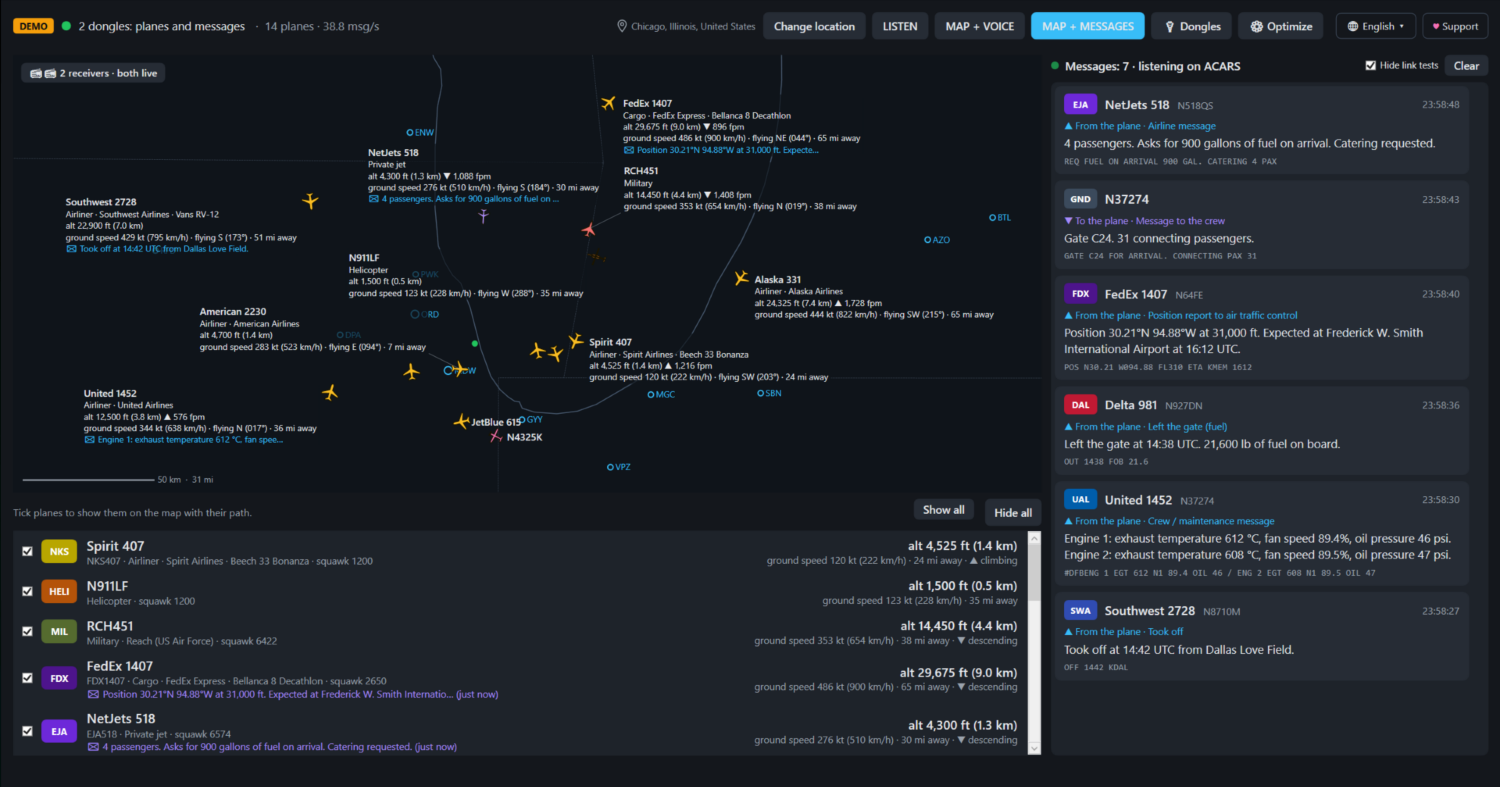 DEMO 2 dongles: planes and messages · 14 planes · 38.8 msg/s
Chicago, Illinois, United States Change location LISTEN MAP + VOICE MAP + MESSAGES Dongles Optimize English ▾ Support
2 receivers · both live
ENW
FedEx 1407
Cargo · FedEx Express · Bellanca 8 Decathlon
alt 29,675 ft (9.0 km) ▼ 896 fpm
ground speed 486 kt (900 km/h) · flying NE (044°) · 65 mi away
Position 30.21°N 94.88°W at 31,000 ft. Expecte...
NetJets 518
Private jet
alt 4,300 ft (1.3 km) ▼ 1,088 fpm
ground speed 276 kt (510 km/h) · flying S (184°) · 30 mi away
4 passengers. Asks for 900 gallons of fuel on ...
RCH451
Military
alt 14,450 ft (4.4 km) ▼ 1,408 fpm
ground speed 353 kt (654 km/h) · flying N (019°) · 38 mi away
Southwest 2728
Airliner · Southwest Airlines · Vans RV-12
alt 22,900 ft (7.0 km)
ground speed 429 kt (795 km/h) · flying S (173°) · 51 mi away
Took off at 14:42 UTC from Dallas Love Field.
BTL
AZO
N911LF
Helicopter
alt 1,500 ft (0.5 km)
ground speed 123 kt (228 km/h) · flying W (288°) · 35 mi away
PWK
Alaska 331
Airliner · Alaska Airlines
alt 24,325 ft (7.4 km) ▲ 1,728 fpm
ground speed 444 kt (822 km/h) · flying SW (215°) · 65 mi away
American 2230
Airliner · American Airlines
alt 4,700 ft (1.4 km)
ground speed 283 kt (523 km/h) · flying E (094°) · 7 mi away
ORD
DPA
Spirit 407
Airliner · Spirit Airlines · Beech 33 Bonanza
alt 4,525 ft (1.4 km) ▲ 1,216 fpm
ground speed 120 kt (222 km/h) · flying SW (203°) · 24 mi away
United 1452
Airliner · United Airlines
alt 12,500 ft (3.8 km) ▲ 576 fpm
ground speed 344 kt (638 km/h) · flying N (017°) · 36 mi away
Engine 1: exhaust temperature 612 °C, fan spee...
MGC
SBN
JetBlue 615
GYY
N4325K
VPZ
50 km · 31 mi
Tick planes to show them on the map with their path. Show all Hide all
NKS Spirit 407 alt 4,525 ft (1.4 km)
NKS407 · Airliner · Spirit Airlines · Beech 33 Bonanza · squawk 1200 ground speed 120 kt (222 km/h) · 24 mi away · ▲ climbing
HELI N911LF alt 1,500 ft (0.5 km)
Helicopter · squawk 1200 ground speed 123 kt (228 km/h) · 35 mi away
MIL RCH451 alt 14,450 ft (4.4 km)
Military · Reach (US Air Force) · squawk 6422 ground speed 353 kt (654 km/h) · 38 mi away · ▼ descending
FDX FedEx 1407 alt 29,675 ft (9.0 km)
FDX1407 · Cargo · FedEx Express · Bellanca 8 Decathlon · squawk 2650 ground speed 486 kt (900 km/h) · 65 mi away · ▼ descending
Position 30.21°N 94.88°W at 31,000 ft. Expected at Frederick W. Smith Internatio... (just now)
EJA NetJets 518 alt 4,300 ft (1.3 km)
EJA518 · Private jet · squawk 6574 ground speed 276 kt (510 km/h) · 30 mi away · ▼ descending
4 passengers. Asks for 900 gallons of fuel on arrival. Catering requested. (just now)
Messages: 7 · listening on ACARS Hide link tests Clear
EJA NetJets 518 N518QS 23:58:48
▲ From the plane · Airline message
4 passengers. Asks for 900 gallons of fuel on arrival. Catering requested.
REQ FUEL ON ARRIVAL 900 GAL. CATERING 4 PAX
GND N37274 23:58:43
▼ To the plane · Message to the crew
Gate C24. 31 connecting passengers.
GATE C24 FOR ARRIVAL. CONNECTING PAX 31
FDX FedEx 1407 N64FE 23:58:40
▲ From the plane · Position report to air traffic control
Position 30.21°N 94.88°W at 31,000 ft. Expected at Frederick W. Smith
International Airport at 16:12 UTC.
POS N30.21 W094.88 FL310 ETA KMEM 1612
DAL Delta 981 N927DN 23:58:36
▲ From the plane · Left the gate (fuel)
Left the gate at 14:38 UTC. 21,600 lb of fuel on board.
OUT 1438 FOB 21.6
UAL United 1452 N37274 23:58:30
▲ From the plane · Crew / maintenance message
Engine 1: exhaust temperature 612 °C, fan speed 89.4%, oil pressure 46 psi.
Engine 2: exhaust temperature 608 °C, fan speed 89.5%, oil pressure 47 psi.
#DFBENG 1 EGT 612 N1 89.4 OIL 46 / ENG 2 EGT 608 N1 89.5 OIL 47
SWA Southwest 2728 N8710M 23:58:27
▲ From the plane · Took off
Took off at 14:42 UTC from Dallas Love Field.
OFF 1442 KDAL